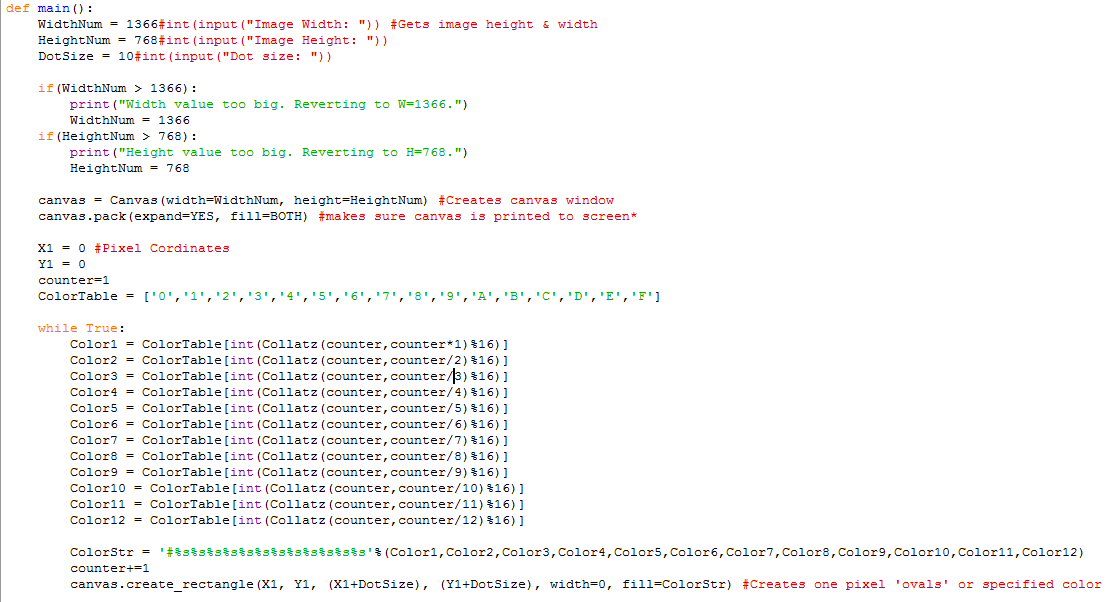 def main():
    WidthNum = 1366#int(input("Image Width: ")) #Gets image height & width
    HeightNum = 768#int(input("Image Height: "))
    DotSize = 10#int(input("Dot size: "))

    if(WidthNum > 1366):
        print("Width value too big. Reverting to W=1366.")
        WidthNum = 1366
    if(HeightNum > 768):
        print("Height value too big. Reverting to H=768.")
        HeightNum = 768

    canvas = Canvas(width=WidthNum, height=HeightNum) #Creates canvas window
    canvas.pack(expand=YES, fill=BOTH) #makes sure canvas is printed to screen*

    X1 = 0 #Pixel Cordinates
    Y1 = 0
    counter=1
    ColorTable = ['0','1','2','3','4','5','6','7','8','9','A','B','C','D','E','F']

    while True:
        Color1 = ColorTable[int(Collatz(counter,counter*1)%16)]
        Color2 = ColorTable[int(Collatz(counter,counter/2)%16)]
        Color3 = ColorTable[int(Collatz(counter,counter/3)%16)]
        Color4 = ColorTable[int(Collatz(counter,counter/4)%16)]
        Color5 = ColorTable[int(Collatz(counter,counter/5)%16)]
        Color6 = ColorTable[int(Collatz(counter,counter/6)%16)]
        Color7 = ColorTable[int(Collatz(counter,counter/7)%16)]
        Color8 = ColorTable[int(Collatz(counter,counter/8)%16)]
        Color9 = ColorTable[int(Collatz(counter,counter/9)%16)]
        Color10 = ColorTable[int(Collatz(counter,counter/10)%16)]
        Color11 = ColorTable[int(Collatz(counter,counter/11)%16)]
        Color12 = ColorTable[int(Collatz(counter,counter/12)%16)]

        ColorStr = '#%s%s%s%s%s%s%s%s%s%s%s%s'%(Color1,Color2,Color3,Color4,Color5,Color6,Color7,Color8,Color9,Color10,Color11,Color12)
        counter+=1
        canvas.create_rectangle(X1, Y1, (X1+DotSize), (Y1+DotSize), width=0, fill=ColorStr) #Creates one pixel 'ovals' or specified color